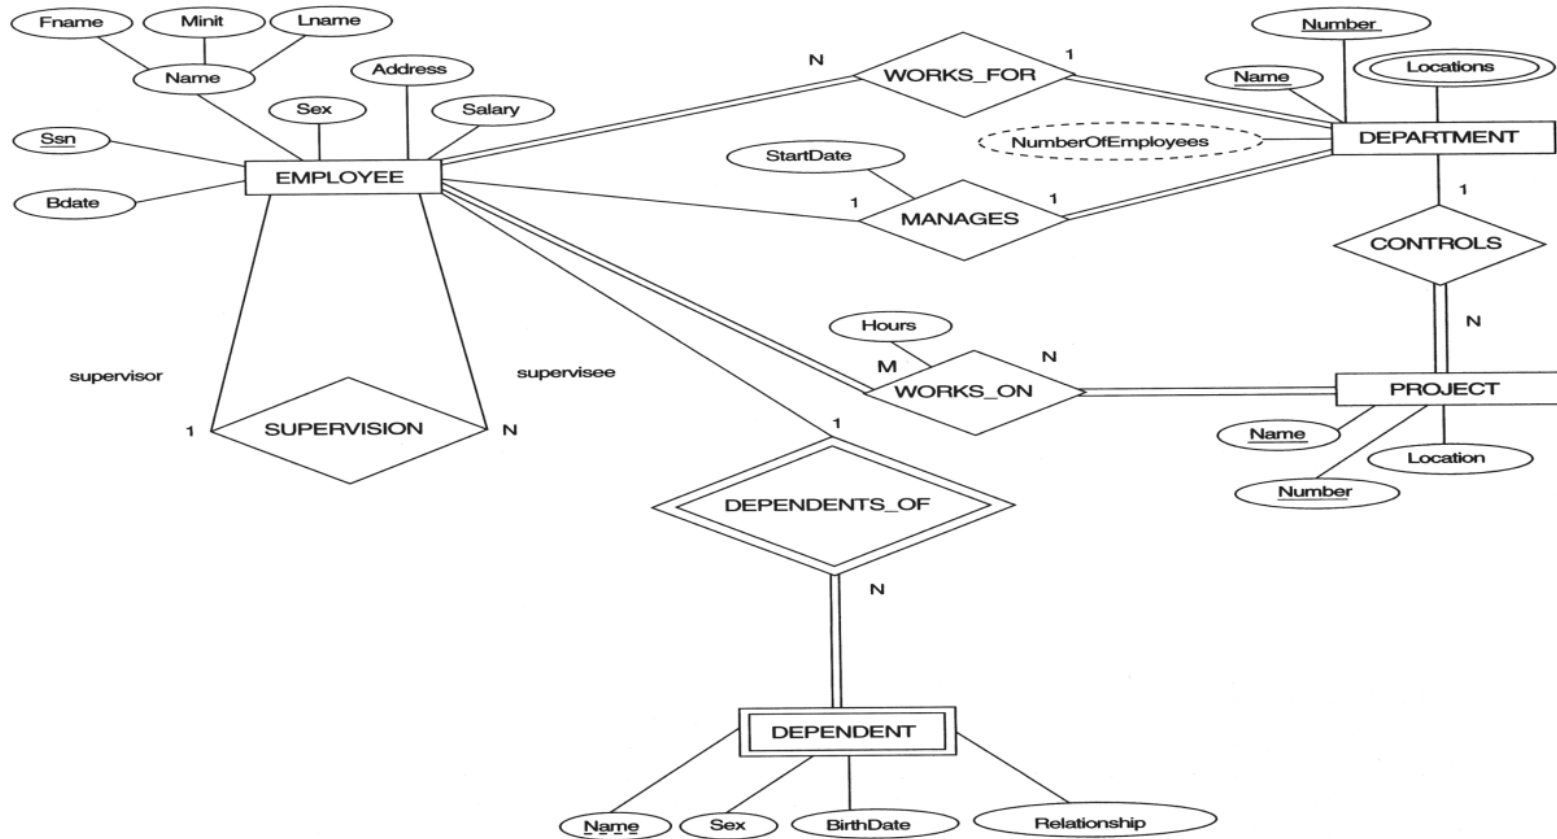 Fname
Minit
Lname
Number
Name
Address
N
WORKS_FOR
1
Name
Locations
Sex
Salary
Ssn
NumberOfEmployees
DEPARTMENT
StartDate
EMPLOYEE
Bdate
1
MANAGES
1
1
CONTROLS
Hours
N
supervisor
supervisee
M
N
WORKS_ON
PROJECT
1
SUPERVISION
N
1
Name
Location
Number
DEPENDENTS_OF
N
DEPENDENT
Name
Sex
BirthDate
Relationship